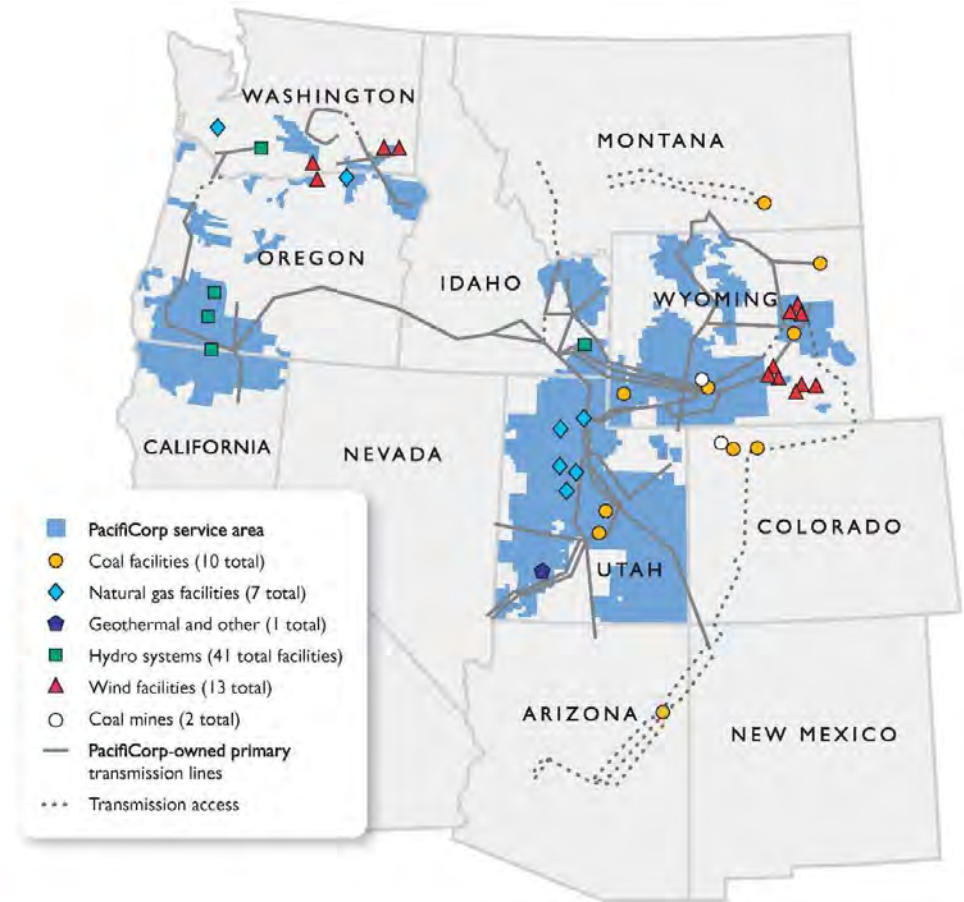 WASHINGTON
MONTANA
OREGON
IDAHO
WYOMING
CALIFORNIA
NEVADA
UTAH
COLORADO
ARIZONA
NEW MEXICO
PacifiCorp service area
Coal facilities (10 total)
Natural gas facilities (7 total)
Geothermal and other (1 total)
Hydro systems (41 total facilities)
Wind facilities (13 total)
Coal mines (2 total)
PacifiCorp-owned primary
transmission lines
Transmission access